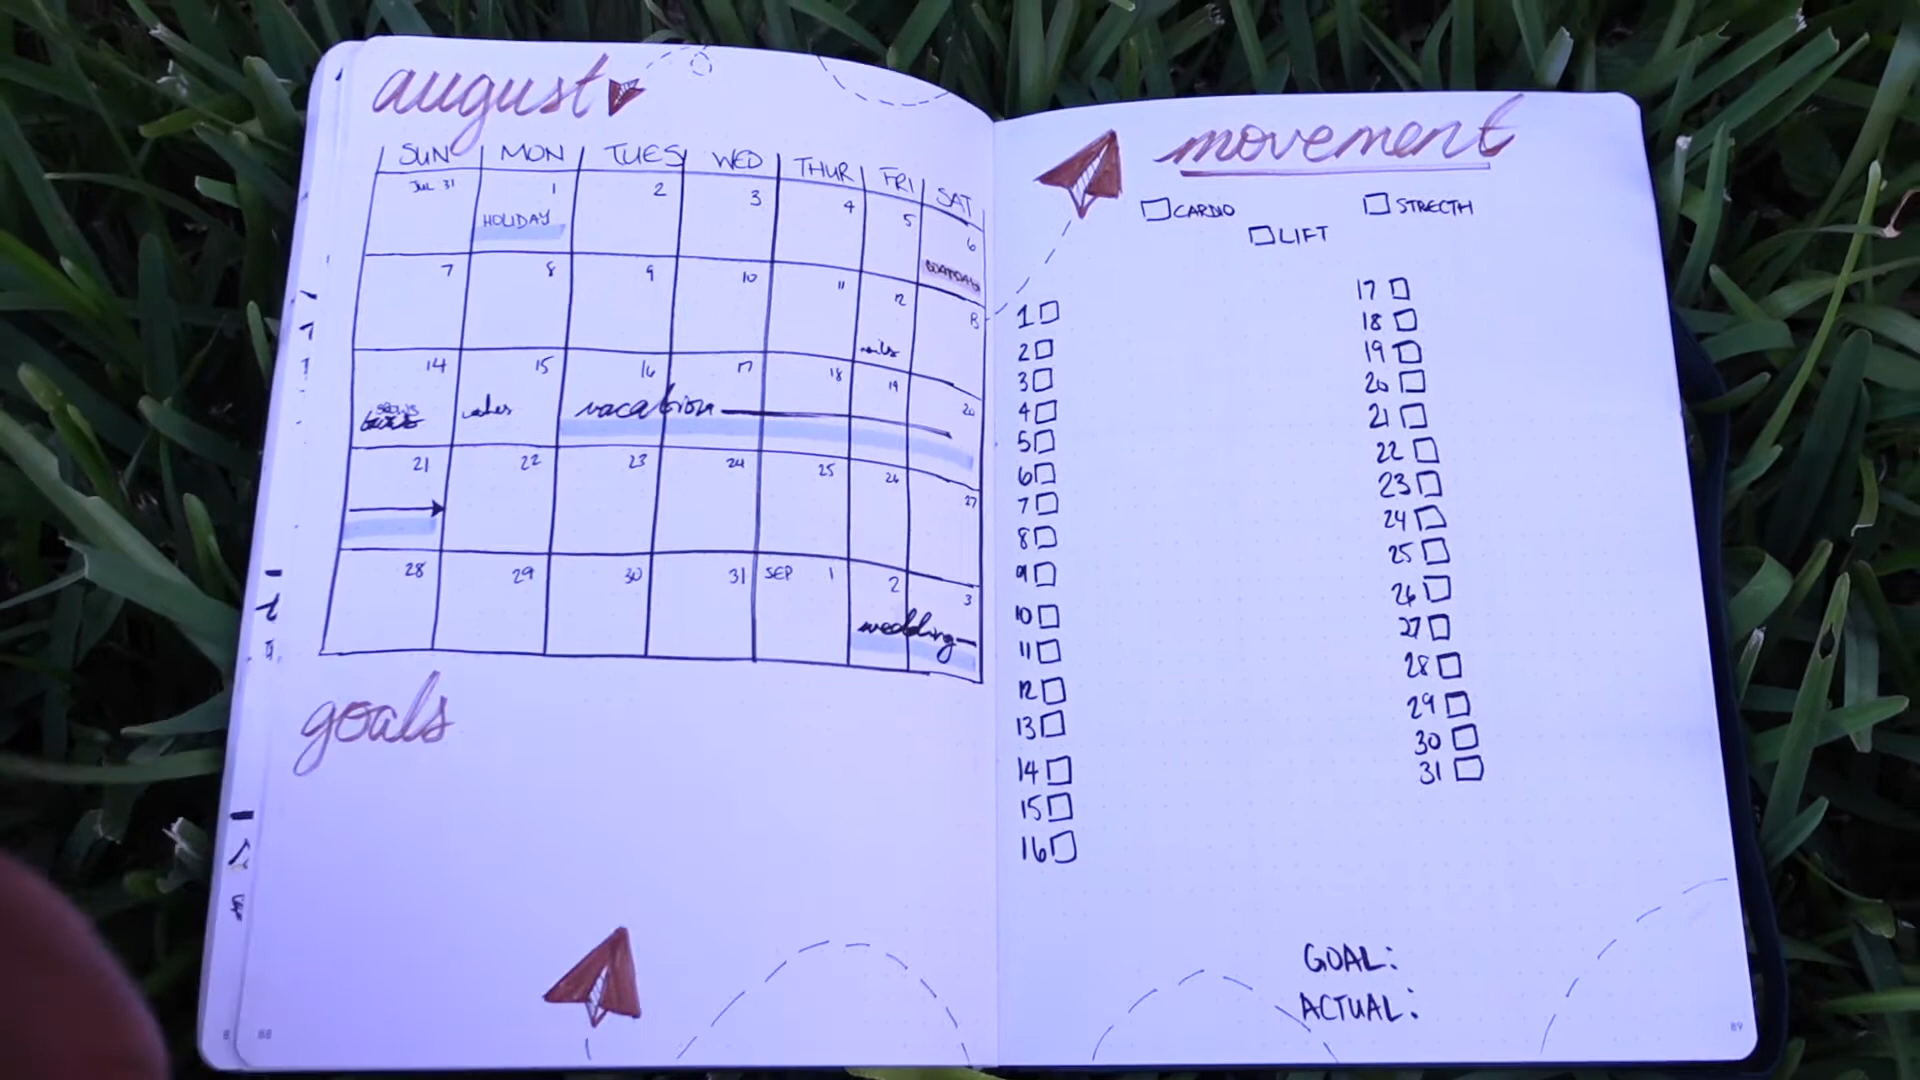 august
SUN MON TUES WED THUR FRI SAT
JUL 31 1 2 3 4 5 6
HOLIDAY
7 8 9 10 11 12 13
nails
14 15 16 17 18 19 20
BROWS
vacation
21 22 23 24 25 26 27
28 29 30 31 SEP 1 2 3
wedding
goals
88
movement
CARDIO STRECTH
LIFT
1
2
3
4
5
6
7
8
9
10
11
12
13
14
15
16
17
18
19
20
21
22
23
24
25
26
27
28
29
30
31
GOAL:
ACTUAL:
89